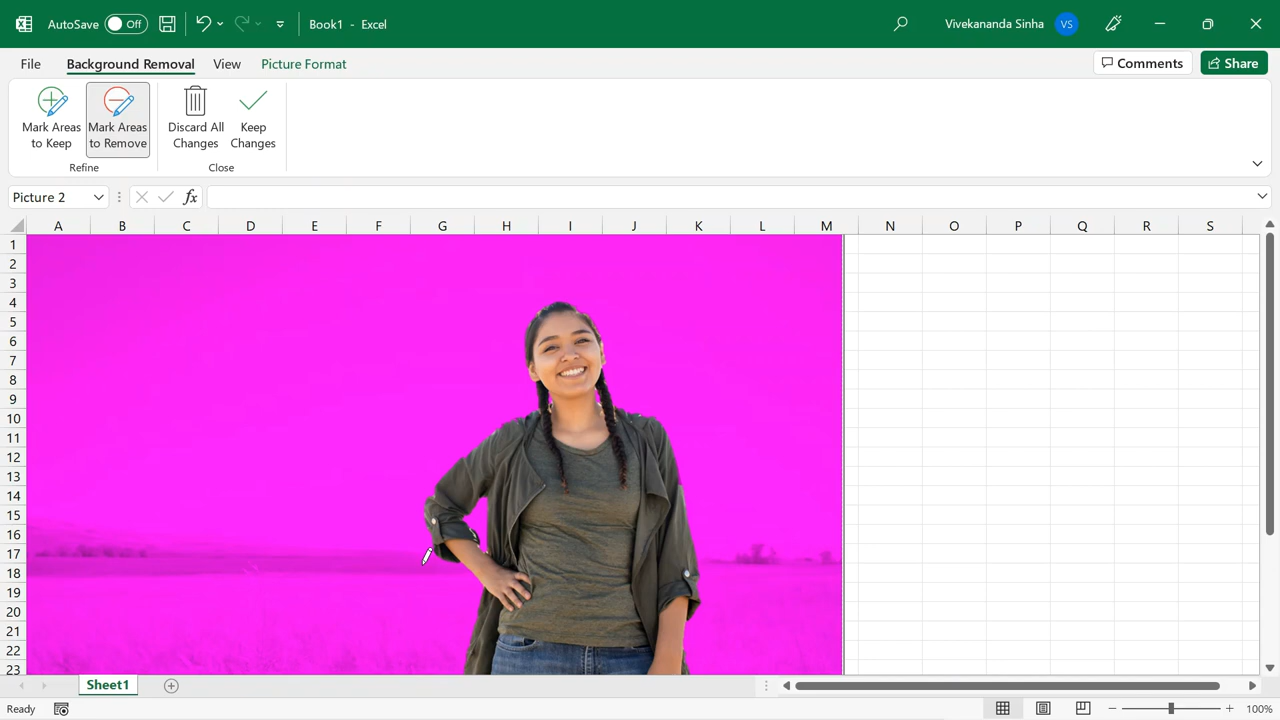 AutoSave Off Book1 - Excel Vivekananda Sinha VS
File Background Removal View Picture Format Comments Share
Mark Areas to Keep
Mark Areas to Remove
Discard All Changes
Keep Changes
Refine Close
Picture 2 fx
A B C D E F G H I J K L M N O P Q R S
1
2
3
4
5
6
7
8
9
10
11
12
13
14
15
16
17
18
19
20
21
22
23
Sheet1
Ready 100%